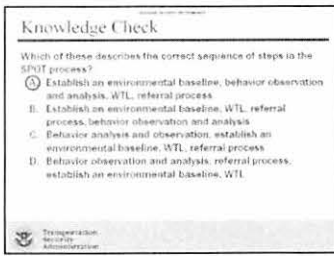 Knowledge Check
Which of these describes the correct sequence of steps in the
SPOT process?
A. Establish an environmental baseline, behavior observation
and analysis, WTL, referral process
B. Establish an environmental baseline, WTL, referral
process, behavior observation and analysis
C. Behavior analysis and observation, establish an
environmental baseline, WTL, referral process
D. Behavior observation and analysis, referral process,
establish an environmental baseline, WTL
Transportation
Security
Administration